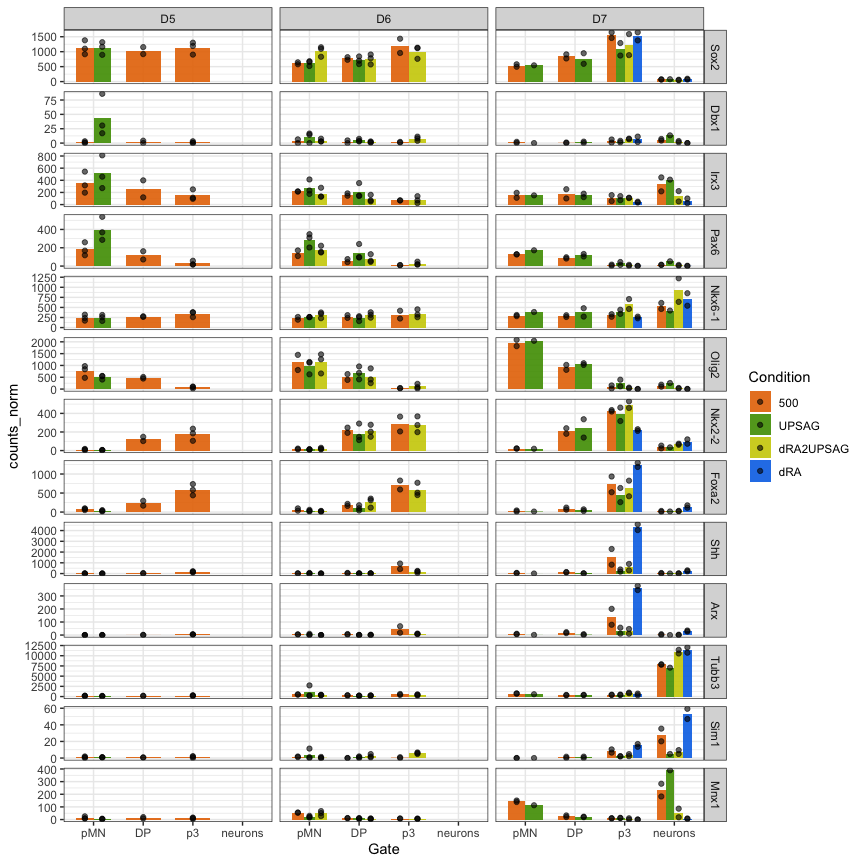 D5 D6 D7
counts_norm
1500
1000
500
0
Sox2
75
50
25
0
Dbx1
800
600
400
200
0
Irx3
400
200
0
Pax6
1250
1000
750
500
250
0
Nkx6-1
2000
1500
1000
500
0
Olig2
400
200
0
Nkx2-2
1000
500
0
Foxa2
4000
3000
2000
1000
0
Shh
300
200
100
0
Arx
12500
10000
7500
5000
2500
0
Tubb3
60
40
20
0
Sim1
400
300
200
100
0
Mnx1
pMN DP p3 neurons pMN DP p3 neurons pMN DP p3 neurons
Gate
Condition
500
UPSAG
dRA2UPSAG
dRA